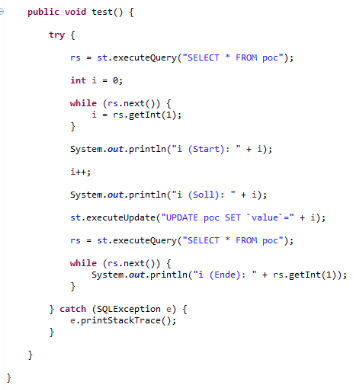 public void test() {
try {
rs = st.executeQuery("SELECT * FROM poc");
int i = 0;
while (rs.next()) {
i = rs.getInt(1);
}
System.out.println("i (Start): " + i);
i++;
System.out.println("i (Soll): " + i);
st.executeUpdate("UPDATE poc SET `value`=" + i);
rs = st.executeQuery("SELECT * FROM poc");
while (rs.next()) {
System.out.println("i (Ende): " + rs.getInt(1));
}
} catch (SQLException e) {
e.printStackTrace();
}
}
}